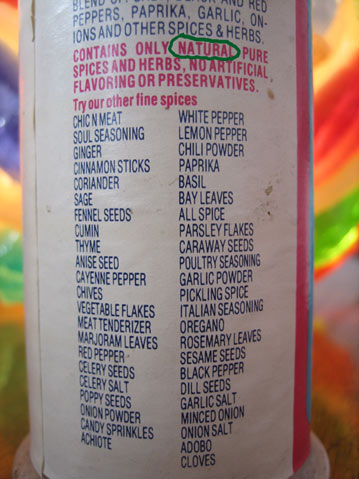 BLEND OF AND RED
PEPPERS, PAPRIKA, GARLIC, ON-
IONS AND OTHER SPICES & HERBS.
CONTAINS ONLY NATURAL PURE
SPICES AND HERBS, NO ARTIFICIAL
FLAVORING OR PRESERVATIVES.
Try our other fine spices
CHIC N MEAT
SOUL SEASONING
GINGER
CINNAMON STICKS
CORIANDER
SAGE
FENNEL SEEDS
CUMIN
THYME
ANISE SEED
CAYENNE PEPPER
CHIVES
VEGETABLE FLAKES
MEAT TENDERIZER
MARJORAM LEAVES
RED PEPPER
CELERY SEEDS
CELERY SALT
POPPY SEEDS
ONION POWDER
CANDY SPRINKLES
ACHIOTE
WHITE PEPPER
LEMON PEPPER
CHILI POWDER
PAPRIKA
BASIL
BAY LEAVES
ALL SPICE
PARSLEY FLAKES
CARAWAY SEEDS
POULTRY SEASONING
GARLIC POWDER
PICKLING SPICE
ITALIAN SEASONING
OREGANO
ROSEMARY LEAVES
SESAME SEEDS
BLACK PEPPER
DILL SEEDS
GARLIC SALT
MINCED ONION
ONION SALT
ADOBO
CLOVES